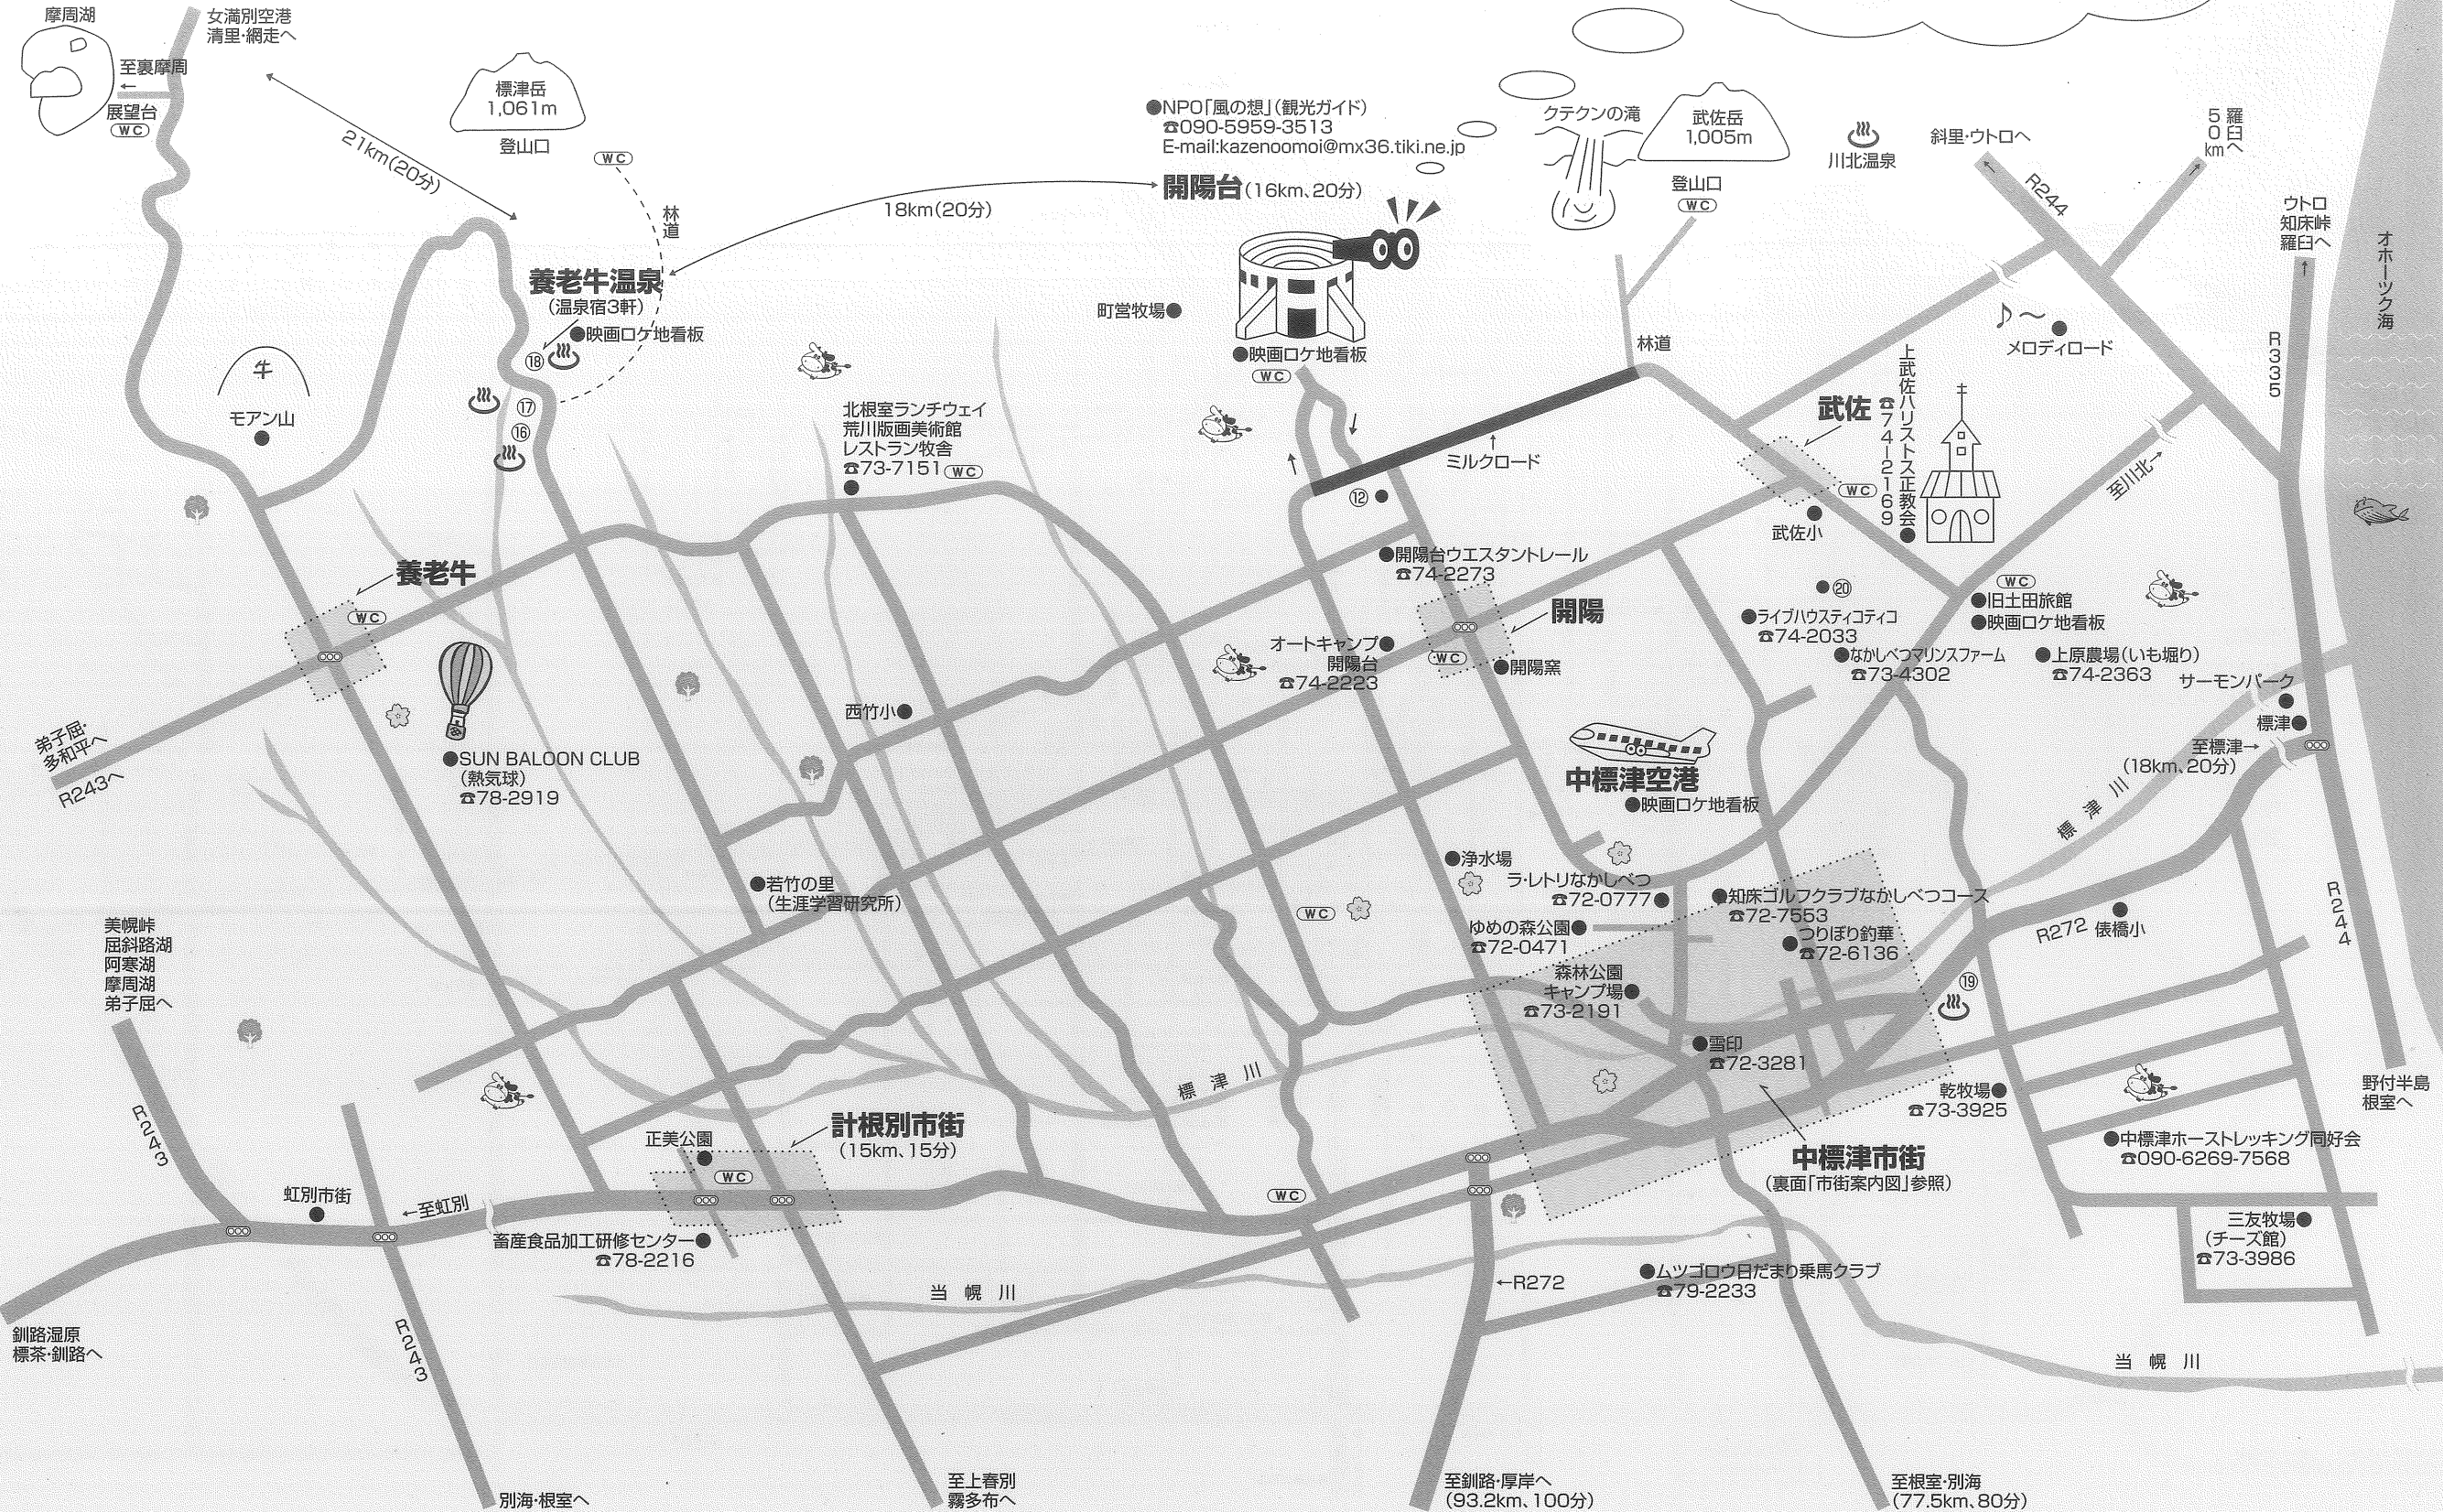 摩周湖
女満別空港
清里・網走へ
至裏摩周
←
展望台
WC
21km(20分)
標津岳
1,061m
登山口
WC
林道
●NPO「風の想」(観光ガイド)
☎090-5959-3513
E-mail:kazenoomoi@mx36.tiki.ne.jp
開陽台(16km、20分)
18km(20分)
クテクンの滝
武佐岳
1,005m
登山口
WC
川北温泉
斜里・ウトロへ
R244
羅臼へ
50km
ウトロ
知床峠
羅臼へ
オホーツク海
R335
養老牛温泉
(温泉宿3軒)
●映画ロケ地看板
⑱
⑰
⑯
牛
モアン山
町営牧場●
●映画ロケ地看板
WC
林道
ミルクロード
♪〜
メロディロード
武佐
上武佐ハリストス正教会●
☎74-2169
WC
武佐小
至川北→
北根室ランチウェイ
荒川版画美術館
レストラン牧舎
☎73-7151 WC
⑫●
●開陽台ウエスタントレール
☎74-2273
開陽
養老牛
WC
オートキャンプ●
開陽台
☎74-2223
WC
●開陽窯
●⑳
●ライブハウスティコティコ
☎74-2033
●なかしべつマリンスファーム
☎73-4302
WC
●旧土田旅館
●映画ロケ地看板
●上原農場(いも堀り)
☎74-2363
サーモンパーク
標津●
至標津→
(18km、20分)
標津川
弟子屈・
多和平へ
R243へ
●SUN BALOON CLUB
(熱気球)
☎78-2919
西竹小●
中標津空港
●映画ロケ地看板
●若竹の里
(生涯学習研究所)
●浄水場
ラ・レトリなかしべつ
☎72-0777●
WC
ゆめの森公園●
☎72-0471
●知床ゴルフクラブなかしべつコース
☎72-7553
●つりぼり釣華
☎72-6136
R272
俵橋小
R244
美幌峠
屈斜路湖
阿寒湖
摩周湖
弟子屈へ
森林公園
キャンプ場●
☎73-2191
⑲
●雪印
☎72-3281
標津川
乾牧場●
☎73-3925
野付半島
根室へ
R243
計根別市街
(15km、15分)
正美公園
WC
中標津市街
(裏面「市街案内図」参照)
●中標津ホーストレッキング同好会
☎090-6269-7568
虹別市街
←至虹別
WC
畜産食品加工研修センター●
☎78-2216
三友牧場●
(チーズ館)
☎73-3986
当幌川
←R272
●ムツゴロウ日だまり乗馬クラブ
☎79-2233
釧路湿原
標茶・釧路へ
R243
当幌川
別海・根室へ
至上春別
霧多布へ
至釧路・厚岸へ
(93.2km、100分)
至根室・別海
(77.5km、80分)